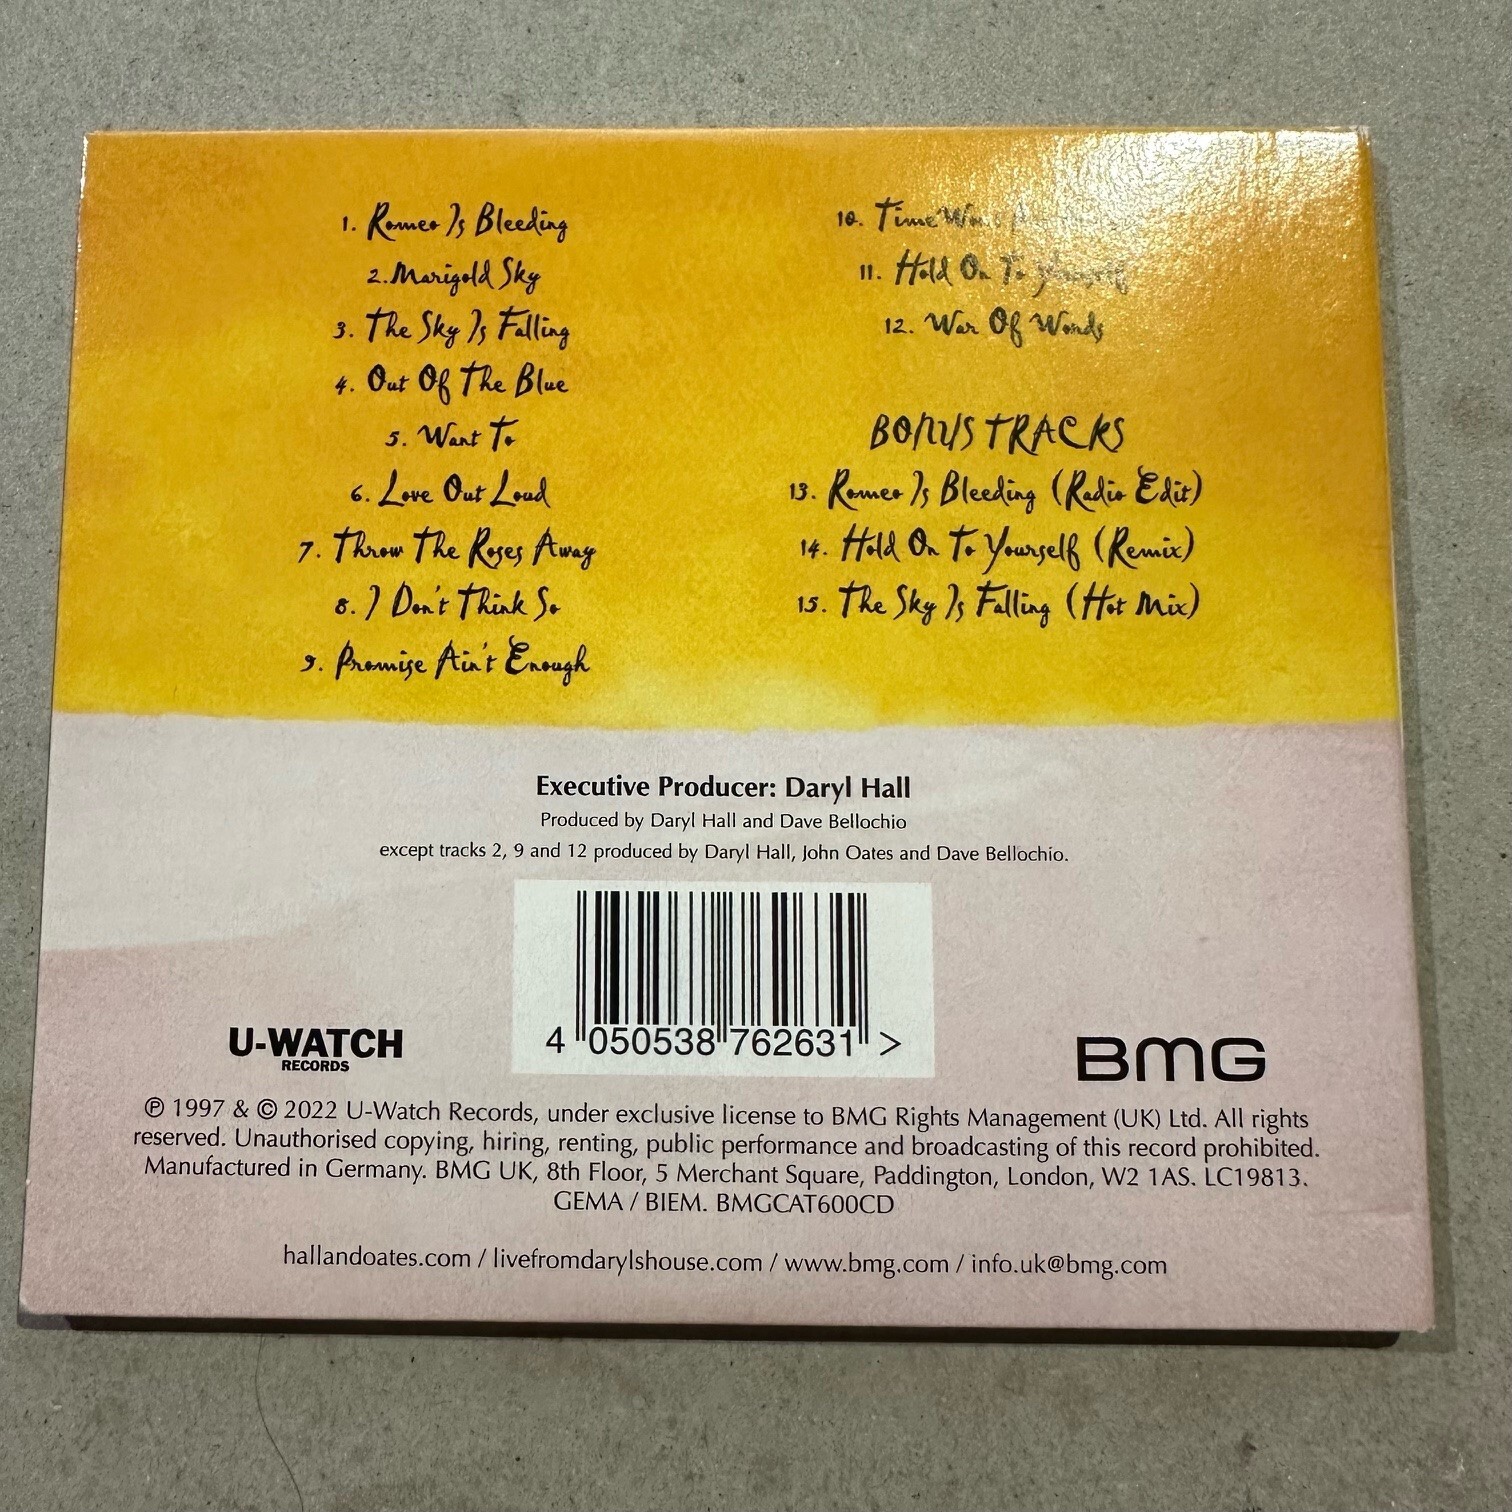 1. Romeo Is Bleeding
2. Marigold Sky
3. The Sky Is Falling
4. Out Of The Blue
5. Want To
6. Love Out Loud
7. Throw The Roses Away
8. I Don't Think So
9. Promise Ain't Enough
10. Time Won't
11. Hold On To Yourself
12. War Of Words
BONUS TRACKS
13. Romeo Is Bleeding (Radio Edit)
14. Hold On To Yourself (Remix)
15. The Sky Is Falling (Hot Mix)
Executive Producer: Daryl Hall
Produced by Daryl Hall and Dave Bellochio
except tracks 2, 9 and 12 produced by Daryl Hall, John Oates and Dave Bellochio.
4 050538 762631 >
U-WATCH
RECORDS
BMG
℗ 1997 & © 2022 U-Watch Records, under exclusive license to BMG Rights Management (UK) Ltd. All rights
reserved. Unauthorised copying, hiring, renting, public performance and broadcasting of this record prohibited.
Manufactured in Germany. BMG UK, 8th Floor, 5 Merchant Square, Paddington, London, W2 1AS. LC19813.
GEMA / BIEM. BMGCAT600CD
hallandoates.com / livefromdarylshouse.com / www.bmg.com / info.uk@bmg.com